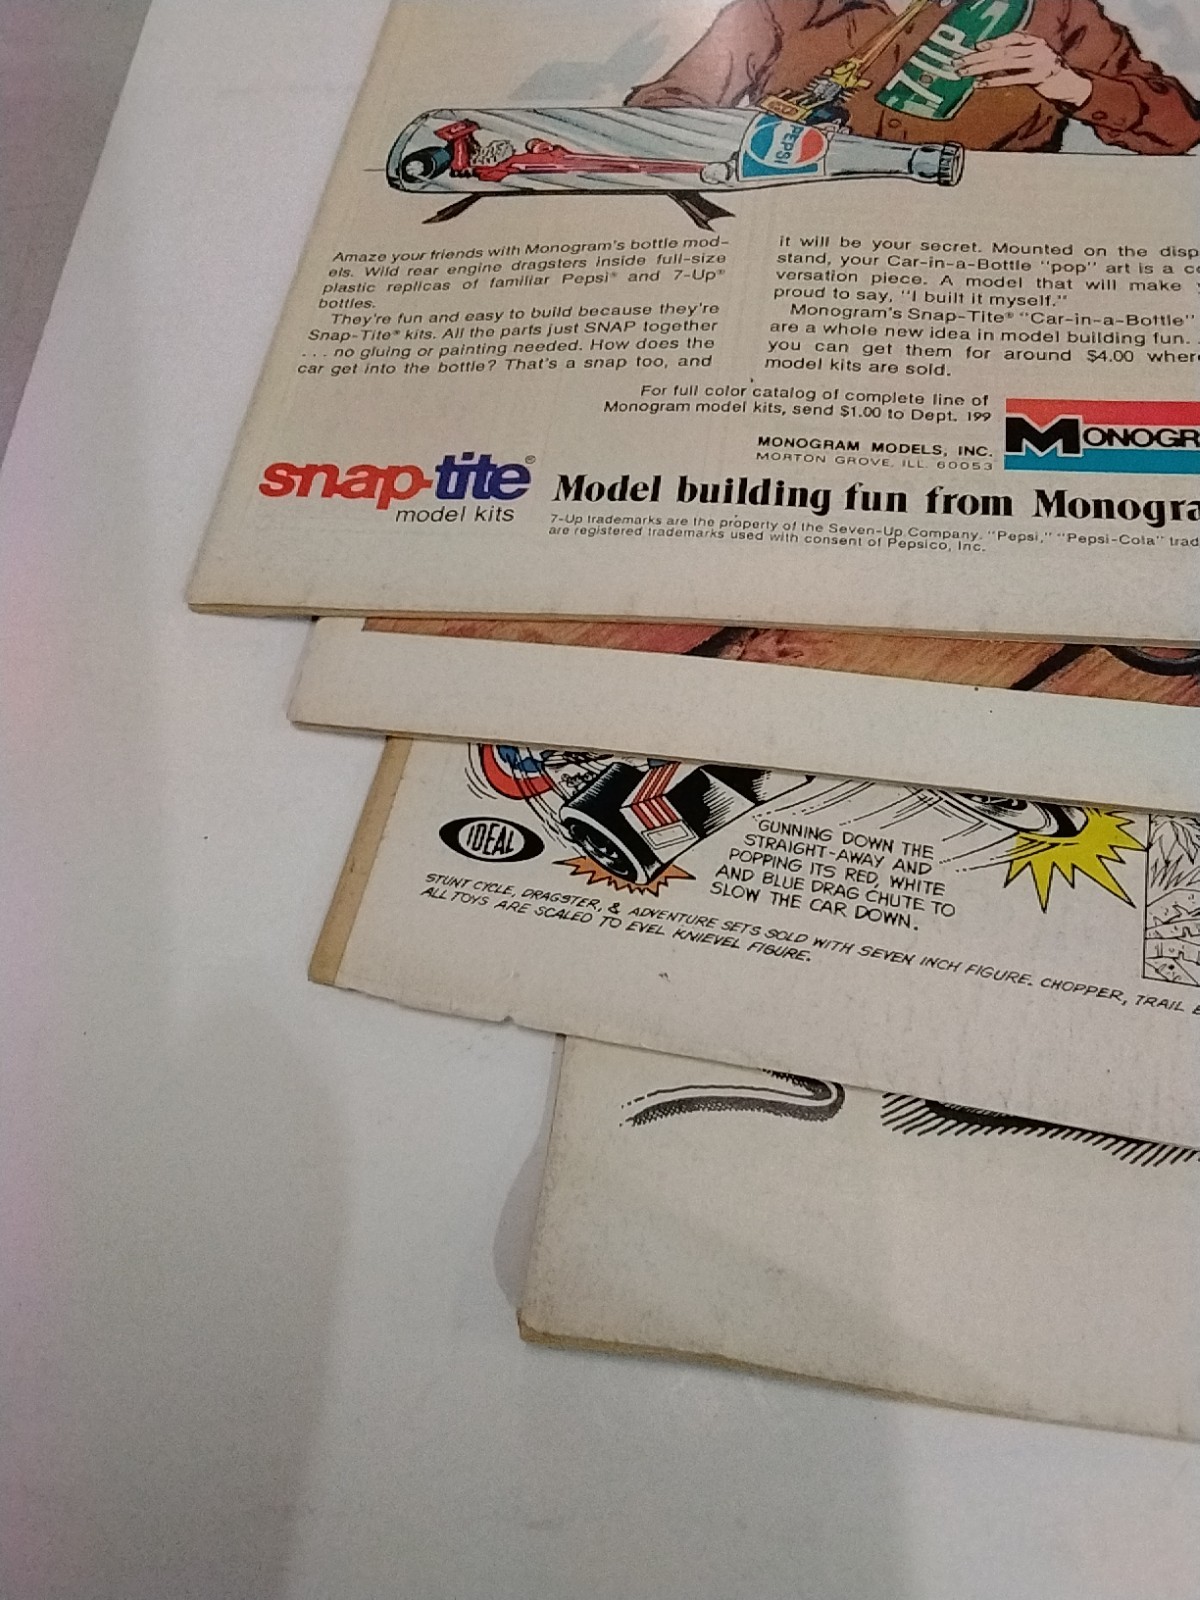 7UP
PEPSI
Amaze your friends with Monogram's bottle mod-
els. Wild rear engine dragsters inside full-size
plastic replicas of familiar Pepsi® and 7-Up®
bottles.
They're fun and easy to build because they're
Snap-Tite® kits. All the parts just SNAP together
. . . no gluing or painting needed. How does the
car get into the bottle? That's a snap too, and
it will be your secret. Mounted on the disp
stand, your Car-in-a-Bottle "pop" art is a co
versation piece. A model that will make
proud to say, "I built it myself."
Monogram's Snap-Tite® "Car-in-a-Bottle"
are a whole new idea in model building fun.
you can get them for around $4.00 where
model kits are sold.
For full color catalog of complete line of
Monogram model kits, send $1.00 to Dept. 199
MONOGRAM MODELS, INC.
MORTON GROVE, ILL. 60053
MONOGR
snap-tite®
model kits
Model building fun from Monogra
7-Up trademarks are the property of the Seven-Up Company. "Pepsi," "Pepsi-Cola" trad
are registered trademarks used with consent of Pepsico, Inc.
IDEAL
GUNNING DOWN THE
STRAIGHT-AWAY AND
POPPING ITS RED, WHITE
AND BLUE DRAG CHUTE TO
SLOW THE CAR DOWN.
STUNT CYCLE, DRAGSTER, & ADVENTURE SETS SOLD WITH SEVEN INCH FIGURE. CHOPPER, TRAIL
ALL TOYS ARE SCALED TO EVEL KNIEVEL FIGURE.